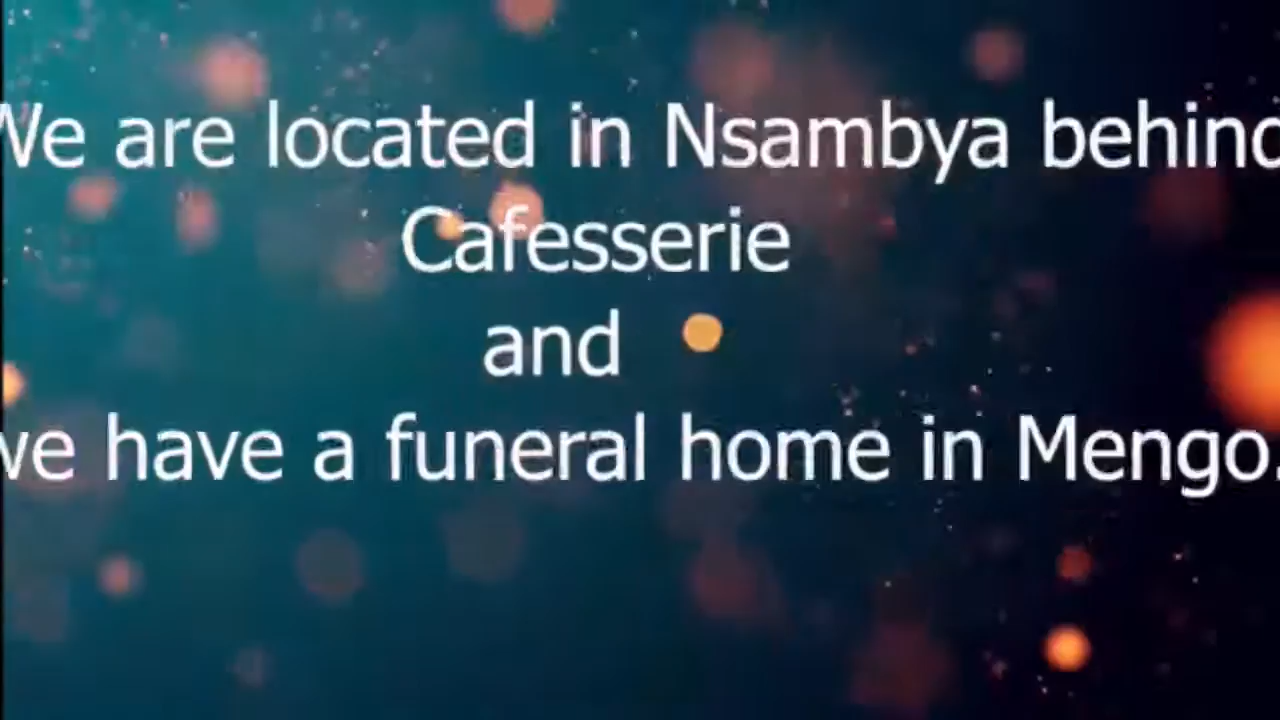 We are located in Nsambya behind
Cafesserie
and
we have a funeral home in Mengo.